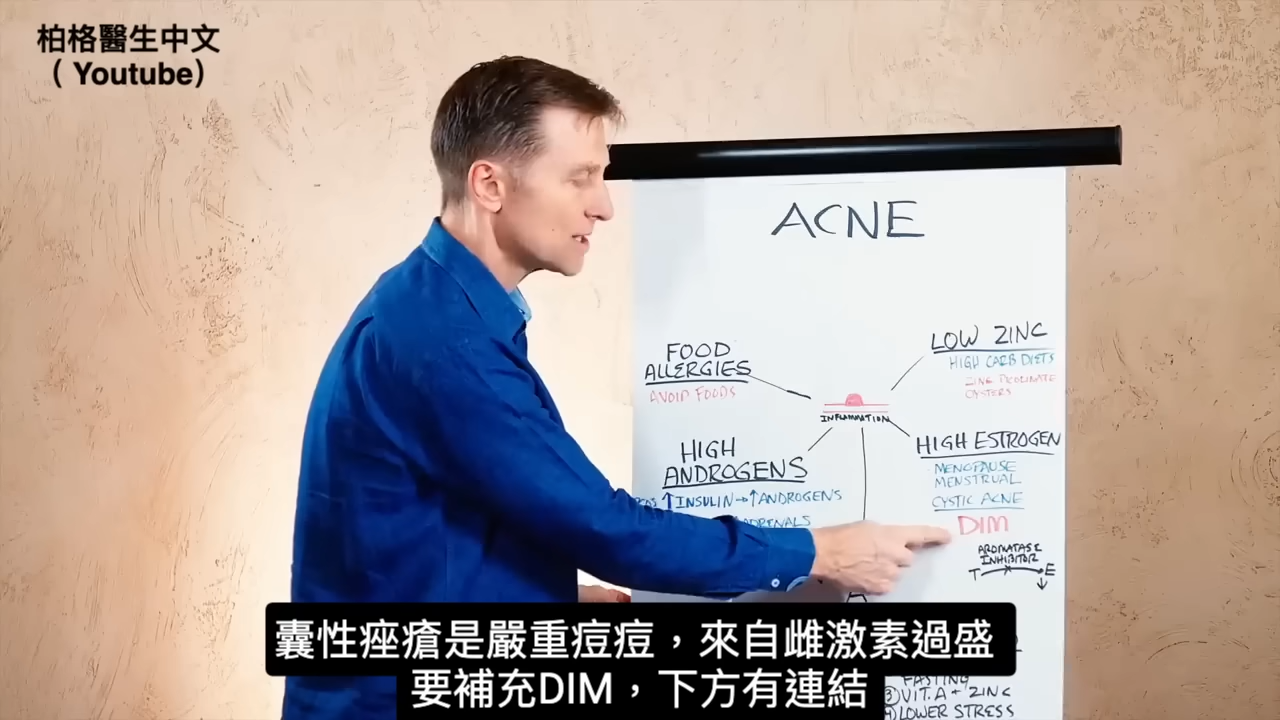 柏格醫生中文
( Youtube)
ACNE
FOOD
ALLERGIES
AVOID FOODS
LOW ZINC
HIGH CARB DIETS
ZINC PICOLINATE
OYSTERS
INFLAMMATION
HIGH
ANDROGENS
↑INSULIN→↑ANDROGENS
HIGH ESTROGEN
MENOPAUSE
MENSTRUAL
CYSTIC ACNE
DIM
AROMATASE
INHIBITOR
T E
A
FASTING
VIT. A + ZINC
LOWER STRESS
囊性痤瘡是嚴重痘痘，來自雌激素過盛
要補充DIM，下方有連結